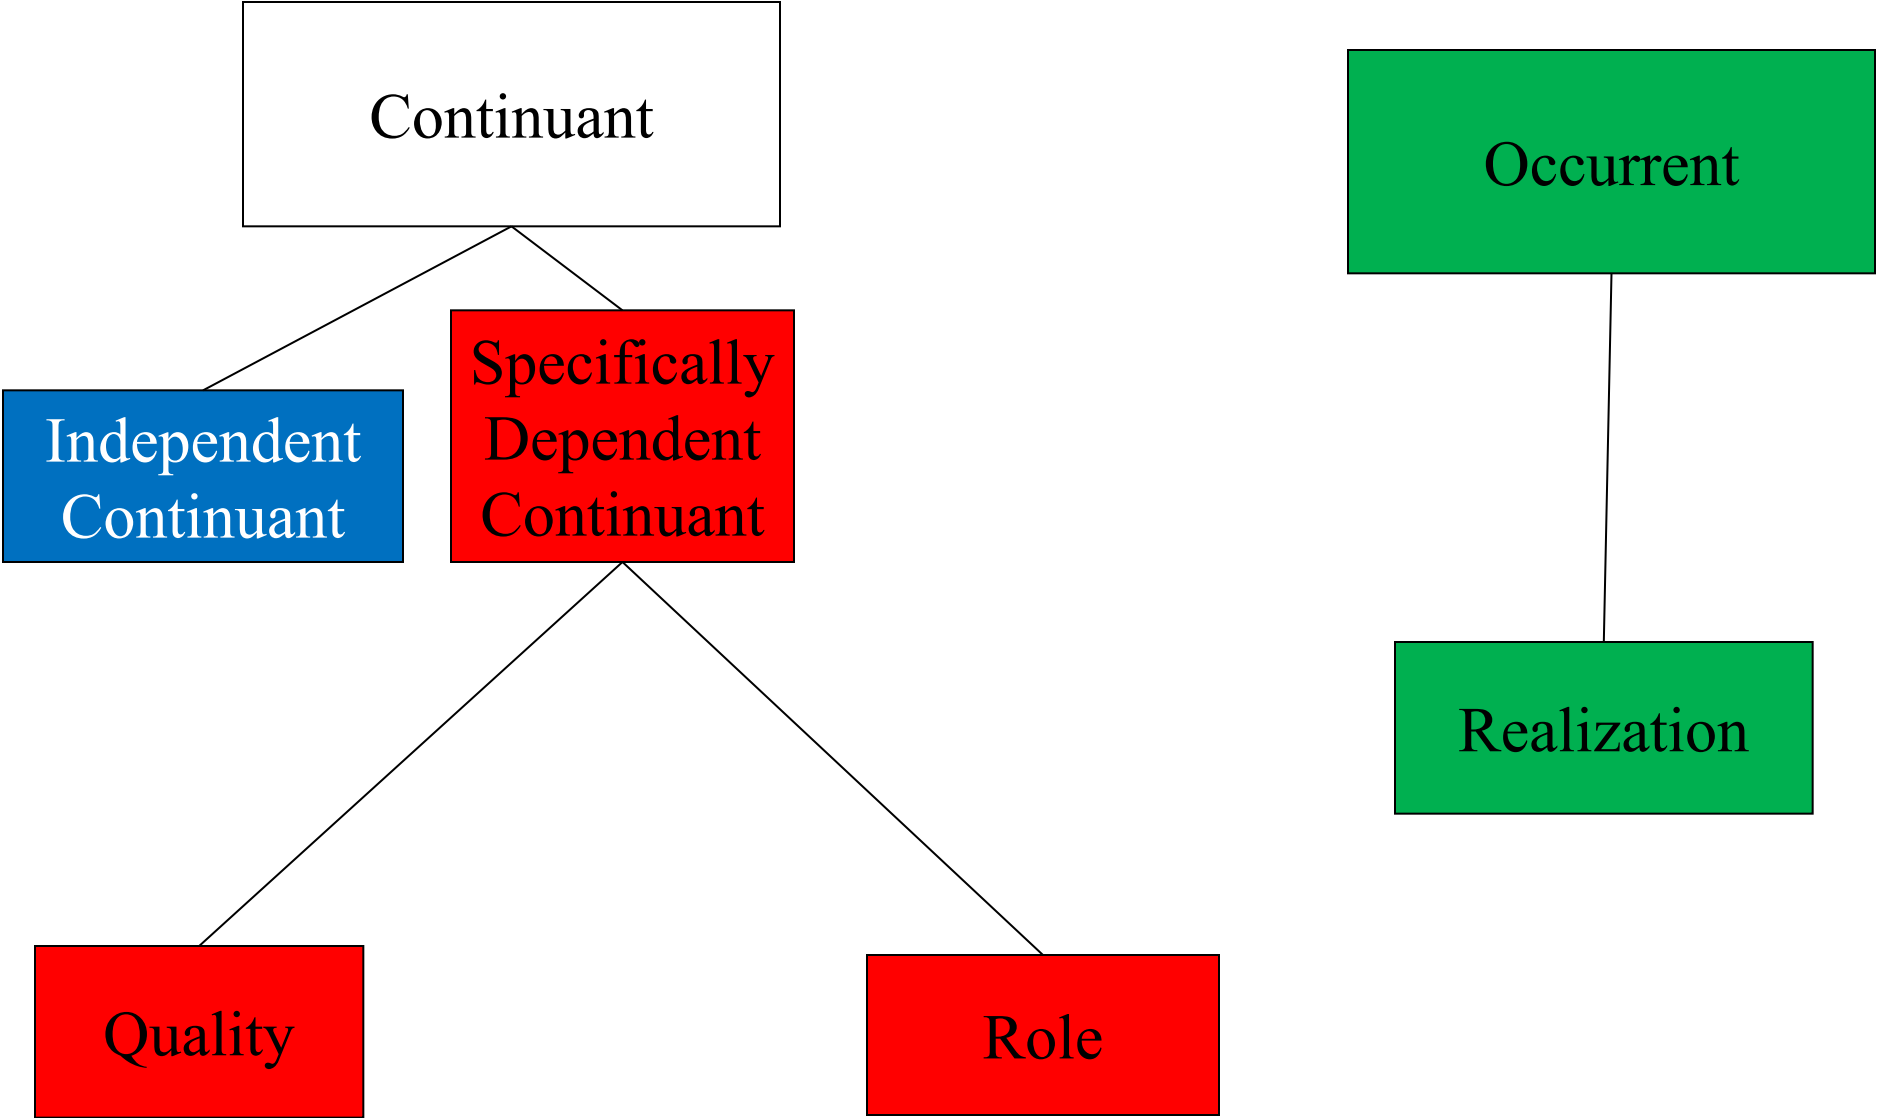 Continuant
Occurrent
Independent
Continuant
Specifically
Dependent
Continuant
Realization
Quality
Role